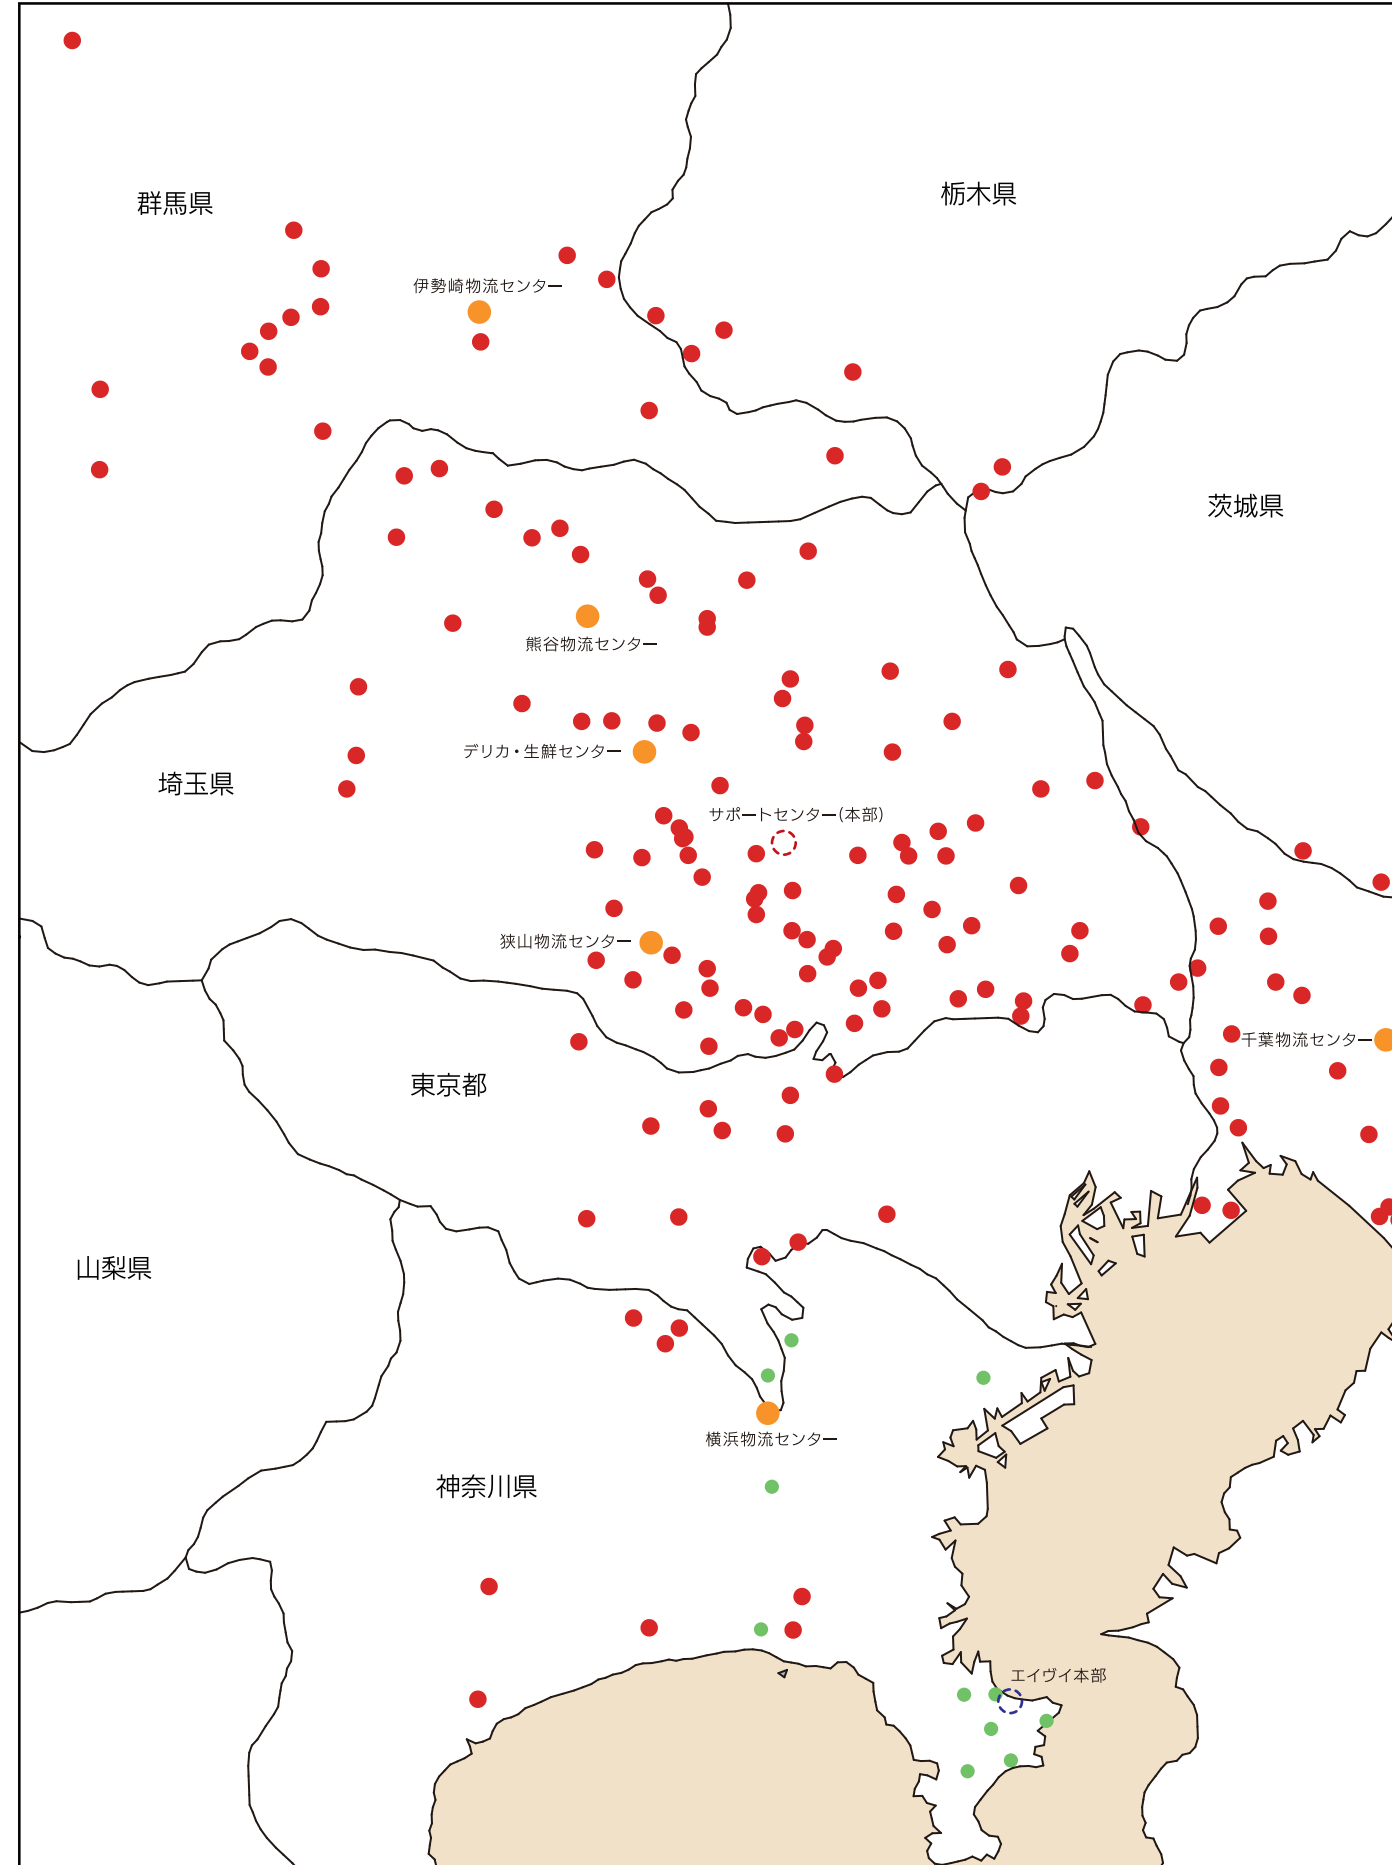 栃木県
群馬県
伊勢崎物流センター
茨城県
熊谷物流センター
デリカ・生鮮センター
埼玉県
サポートセンター(本部)
狭山物流センター
千葉物流センター
東京都
山梨県
横浜物流センター
神奈川県
エイヴイ本部